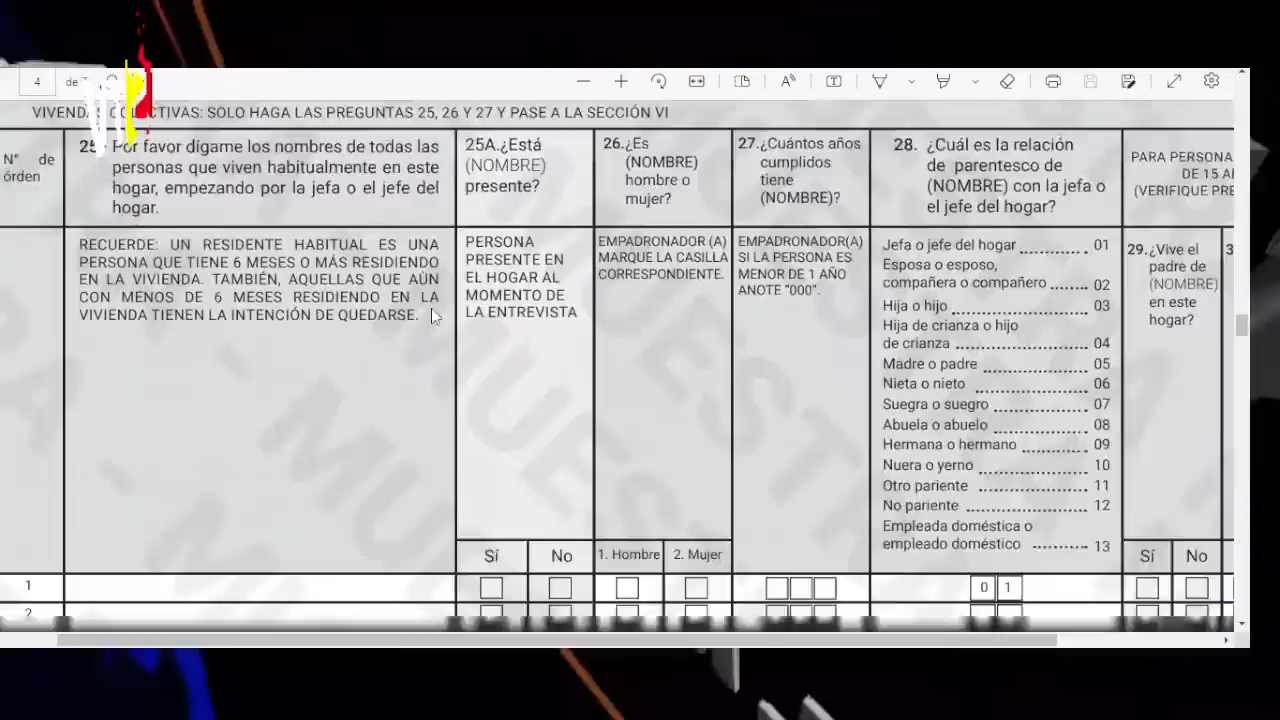 4 de
VIVENDAS COLECTIVAS: SOLO HAGA LAS PREGUNTAS 25, 26 Y 27 Y PASE A LA SECCIÓN VI
N° de
órden
25 Por favor dígame los nombres de todas las
personas que viven habitualmente en este
hogar, empezando por la jefa o el jefe del
hogar.
RECUERDE: UN RESIDENTE HABITUAL ES UNA
PERSONA QUE TIENE 6 MESES O MÁS RESIDIENDO
EN LA VIVIENDA. TAMBIÉN, AQUELLAS QUE AÙN
CON MENOS DE 6 MESES RESIDIENDO EN LA
VIVIENDA TIENEN LA INTENCIÓN DE QUEDARSE.
25A.¿Está
(NOMBRE)
presente?
PERSONA
PRESENTE EN
EL HOGAR AL
MOMENTO DE
LA ENTREVISTA
Sí No
26.¿Es
(NOMBRE)
hombre o
mujer?
EMPADRONADOR (A)
MARQUE LA CASILLA
CORRESPONDIENTE.
1. Hombre 2. Mujer
27.¿Cuántos años
cumplidos
tiene
(NOMBRE)?
EMPADRONADOR(A)
SI LA PERSONA ES
MENOR DE 1 AÑO
ANOTE “000”.
28. ¿Cuál es la relación
de parentesco de
(NOMBRE) con la jefa o
el jefe del hogar?
Jefa o jefe del hogar .......... 01
Esposa o esposo,
compañera o compañero ....... 02
Hija o hijo .......... 03
Hija de crianza o hijo
de crianza .......... 04
Madre o padre .......... 05
Nieta o nieto .......... 06
Suegra o suegro .......... 07
Abuela o abuelo .......... 08
Hermana o hermano .......... 09
Nuera o yerno .......... 10
Otro pariente .......... 11
No pariente .......... 12
Empleada doméstica o
empleado doméstico .......... 13
PARA PERSONA
DE 15 A
(VERIFIQUE PRE
29.¿Vive el
padre de
(NOMBRE)
en este
hogar?
Sí No
3
1
0 1
2